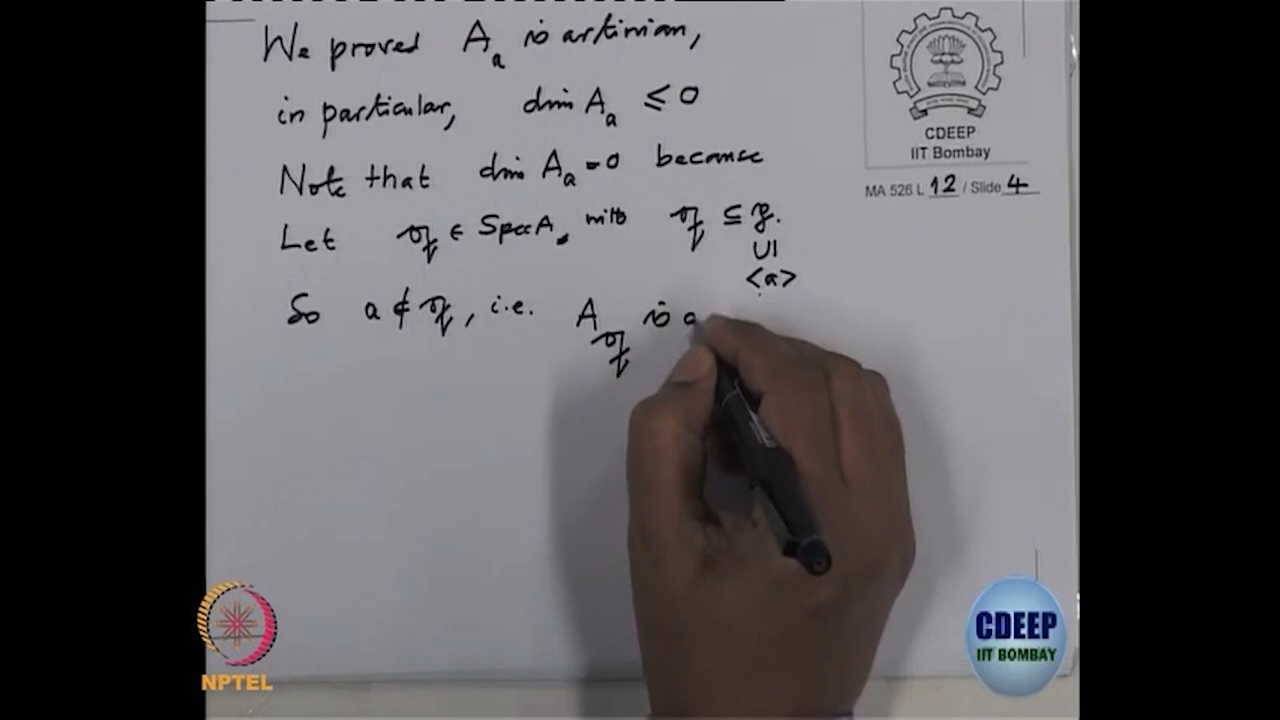 We proved A_a is artinian,
in particular, dim A_a ≤ 0
Note that dim A_a = 0 because
Let 𝔮 ∈ Spec A, with 𝔮 ⊆ 𝔭.
∪|
<a>
So a ∉ 𝔮, i.e. A_𝔮 is a
CDEEP
IIT Bombay
MA 526 L 12 / Slide 4
NPTEL
CDEEP
IIT BOMBAY